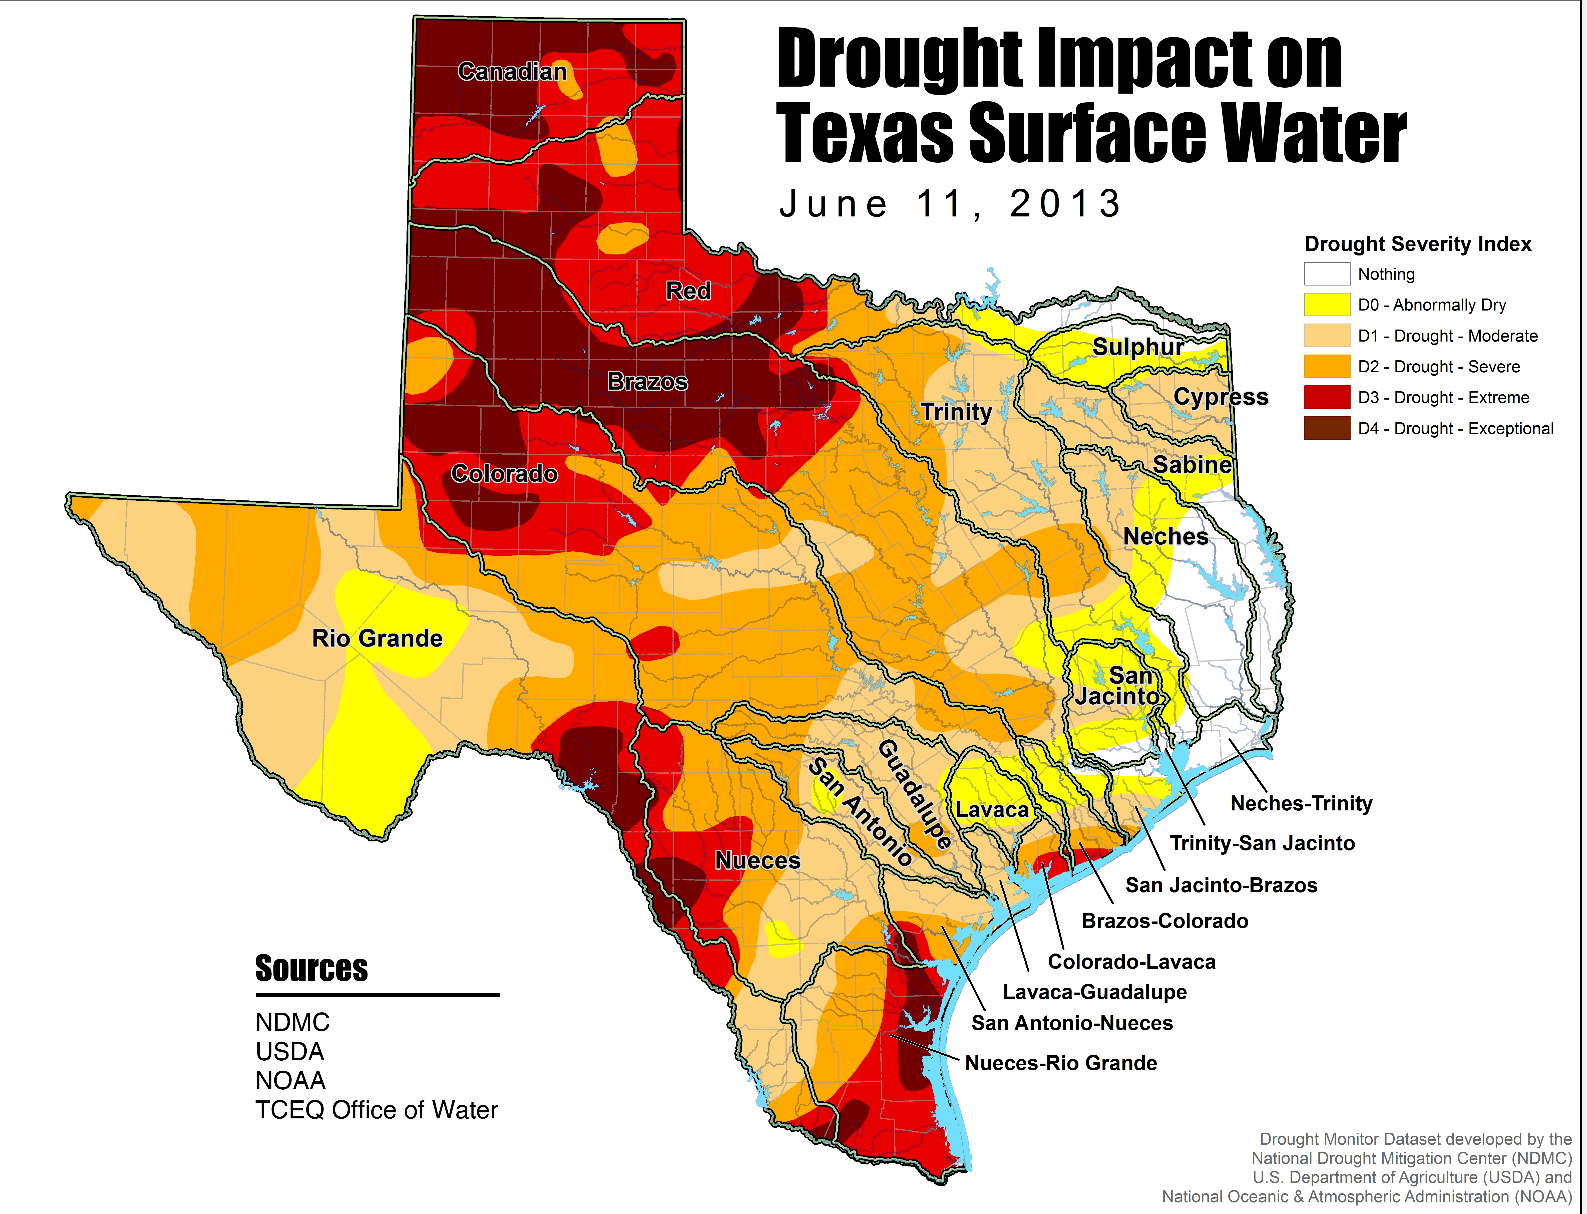 Drought Impact on
Texas Surface Water
June 11, 2013
Drought Severity Index
Nothing
D0 - Abnormally Dry
D1 - Drought - Moderate
D2 - Drought - Severe
D3 - Drought - Extreme
D4 - Drought - Exceptional
Canadian
Red
Sulphur
Brazos
Cypress
Trinity
Sabine
Colorado
Neches
Rio Grande
San
Jacinto
Guadalupe
San Antonio
Lavaca
Nueces
Neches-Trinity
Trinity-San Jacinto
San Jacinto-Brazos
Brazos-Colorado
Colorado-Lavaca
Lavaca-Guadalupe
San Antonio-Nueces
Nueces-Rio Grande
Sources
NDMC
USDA
NOAA
TCEQ Office of Water
Drought Monitor Dataset developed by the
National Drought Mitigation Center (NDMC)
U.S. Department of Agriculture (USDA) and
National Oceanic & Atmospheric Administration (NOAA)